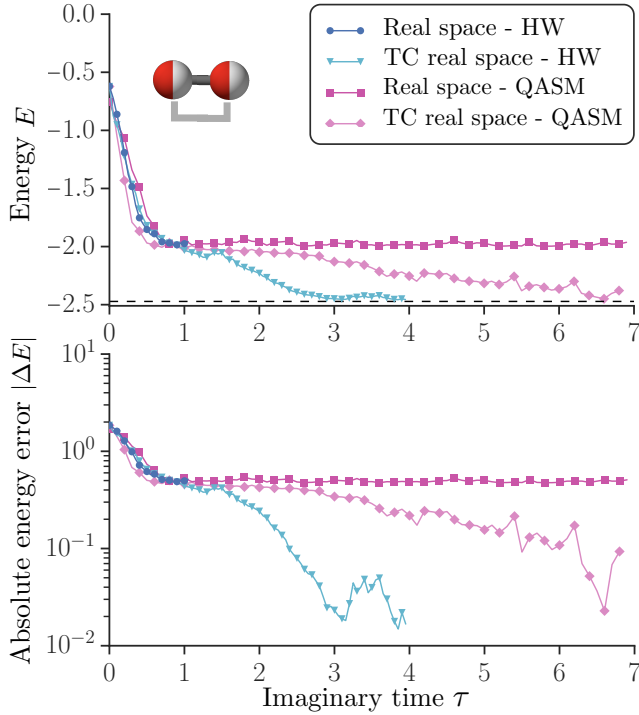 Real space - HW
TC real space - HW
Real space - QASM
TC real space - QASM
Energy E
0.0
−0.5
−1.0
−1.5
−2.0
−2.5
0 1 2 3 4 5 6 7
Absolute energy error |ΔE|
10^1
10^0
10^−1
10^−2
0 1 2 3 4 5 6 7
Imaginary time τ